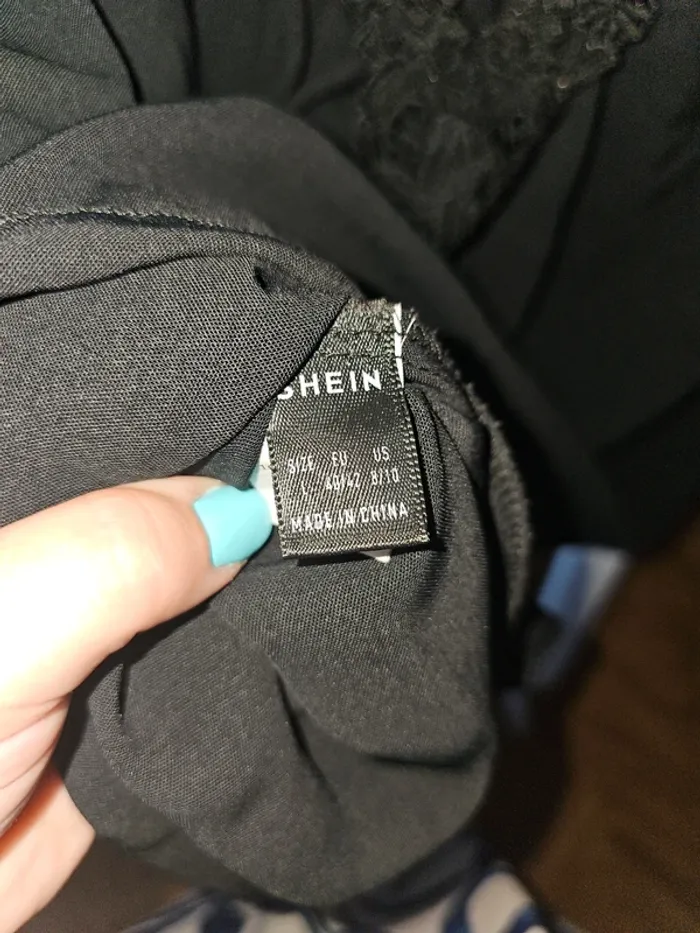 SHEIN
SIZE EU US
L 40/42 8/10
MADE IN CHINA